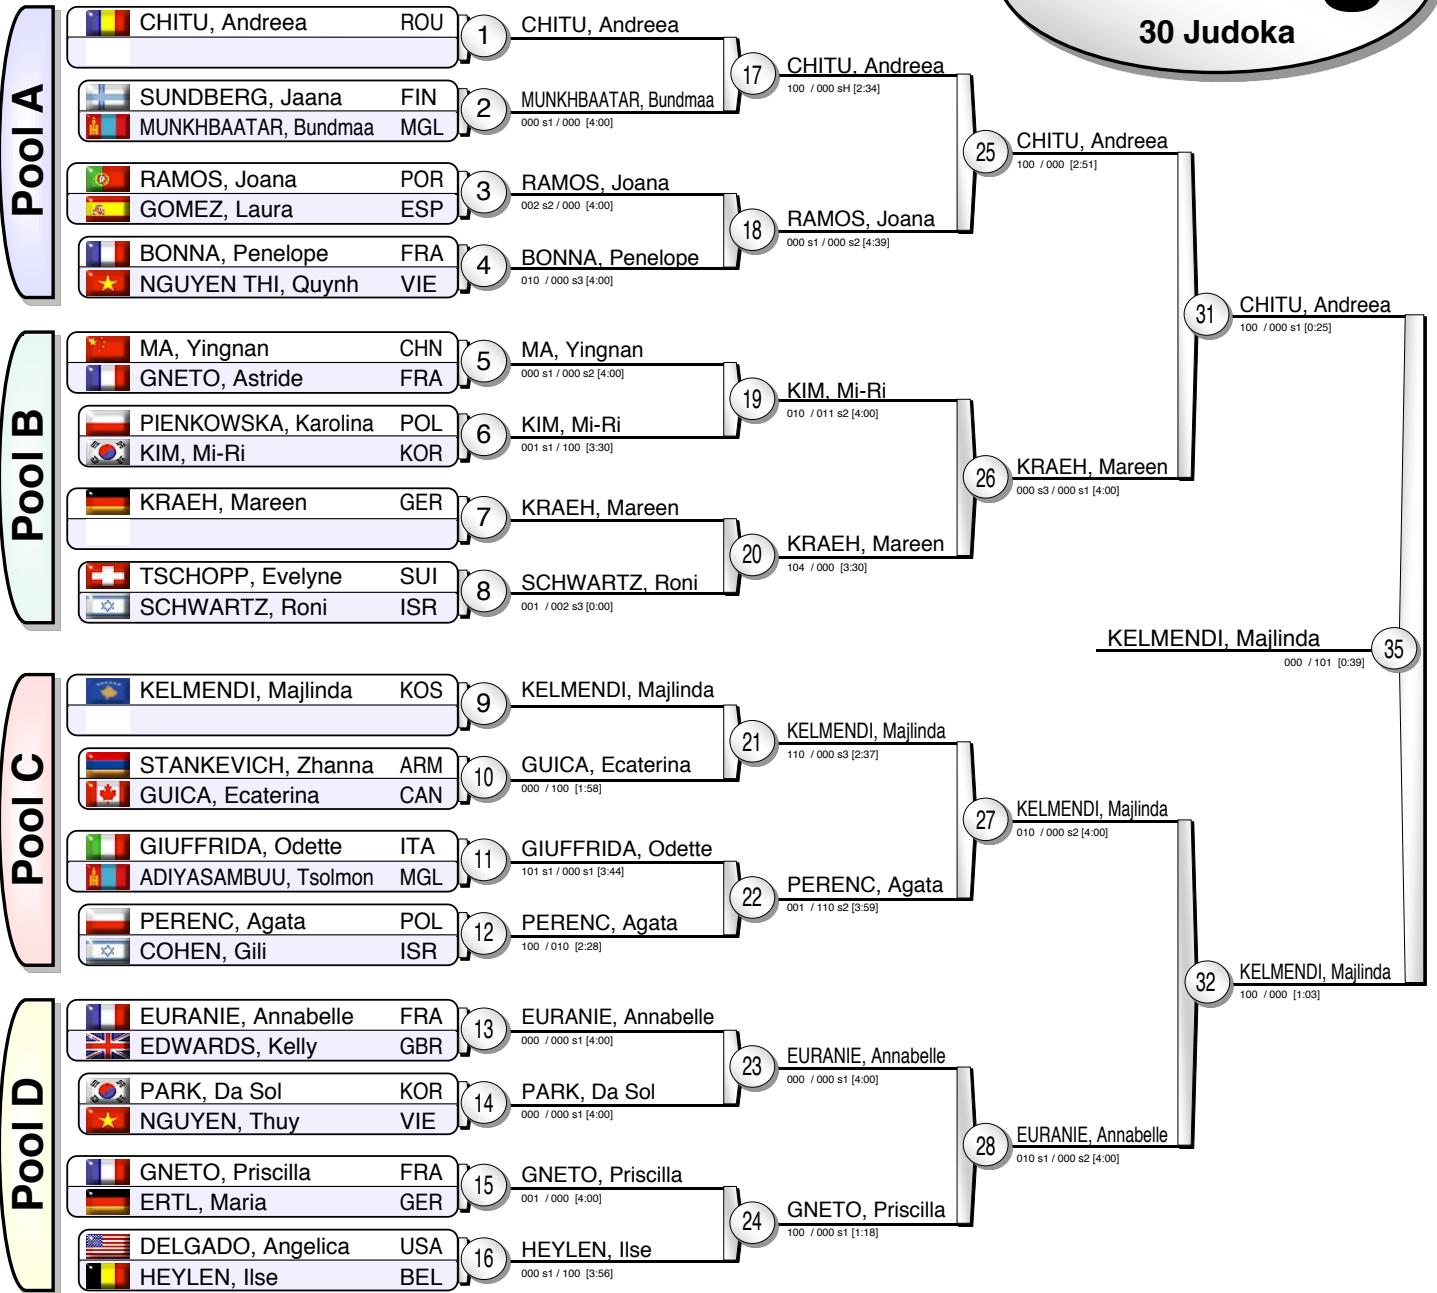 30 Judoka
Pool A
CHITU, Andreea ROU
1
CHITU, Andreea
SUNDBERG, Jaana FIN
MUNKHBAATAR, Bundmaa MGL
2
MUNKHBAATAR, Bundmaa
000 s1 / 000 [4:00]
17
CHITU, Andreea
100 / 000 sH [2:34]
RAMOS, Joana POR
GOMEZ, Laura ESP
3
RAMOS, Joana
002 s2 / 000 [4:00]
BONNA, Penelope FRA
NGUYEN THI, Quynh VIE
4
BONNA, Penelope
010 / 000 s3 [4:00]
18
RAMOS, Joana
000 s1 / 000 s2 [4:39]
25
CHITU, Andreea
100 / 000 [2:51]
Pool B
MA, Yingnan CHN
GNETO, Astride FRA
5
MA, Yingnan
000 s1 / 000 s2 [4:00]
PIENKOWSKA, Karolina POL
KIM, Mi-Ri KOR
6
KIM, Mi-Ri
001 s1 / 100 [3:30]
19
KIM, Mi-Ri
010 / 011 s2 [4:00]
KRAEH, Mareen GER
7
KRAEH, Mareen
TSCHOPP, Evelyne SUI
SCHWARTZ, Roni ISR
8
SCHWARTZ, Roni
001 / 002 s3 [0:00]
20
KRAEH, Mareen
104 / 000 [3:30]
26
KRAEH, Mareen
000 s3 / 000 s1 [4:00]
31
CHITU, Andreea
100 / 000 s1 [0:25]
KELMENDI, Majlinda
000 / 101 [0:39]
35
Pool C
KELMENDI, Majlinda KOS
9
KELMENDI, Majlinda
STANKEVICH, Zhanna ARM
GUICA, Ecaterina CAN
10
GUICA, Ecaterina
000 / 100 [1:58]
21
KELMENDI, Majlinda
110 / 000 s3 [2:37]
GIUFFRIDA, Odette ITA
ADIYASAMBUU, Tsolmon MGL
11
GIUFFRIDA, Odette
101 s1 / 000 s1 [3:44]
PERENC, Agata POL
COHEN, Gili ISR
12
PERENC, Agata
100 / 010 [2:28]
22
PERENC, Agata
001 / 110 s2 [3:59]
27
KELMENDI, Majlinda
010 / 000 s2 [4:00]
Pool D
EURANIE, Annabelle FRA
EDWARDS, Kelly GBR
13
EURANIE, Annabelle
000 / 000 s1 [4:00]
PARK, Da Sol KOR
NGUYEN, Thuy VIE
14
PARK, Da Sol
000 / 000 s1 [4:00]
23
EURANIE, Annabelle
000 / 000 s1 [4:00]
GNETO, Priscilla FRA
ERTL, Maria GER
15
GNETO, Priscilla
001 / 000 [4:00]
DELGADO, Angelica USA
HEYLEN, Ilse BEL
16
HEYLEN, Ilse
000 s1 / 100 [3:56]
24
GNETO, Priscilla
100 / 000 s1 [1:18]
28
EURANIE, Annabelle
010 s1 / 000 s2 [4:00]
32
KELMENDI, Majlinda
100 / 000 [1:03]